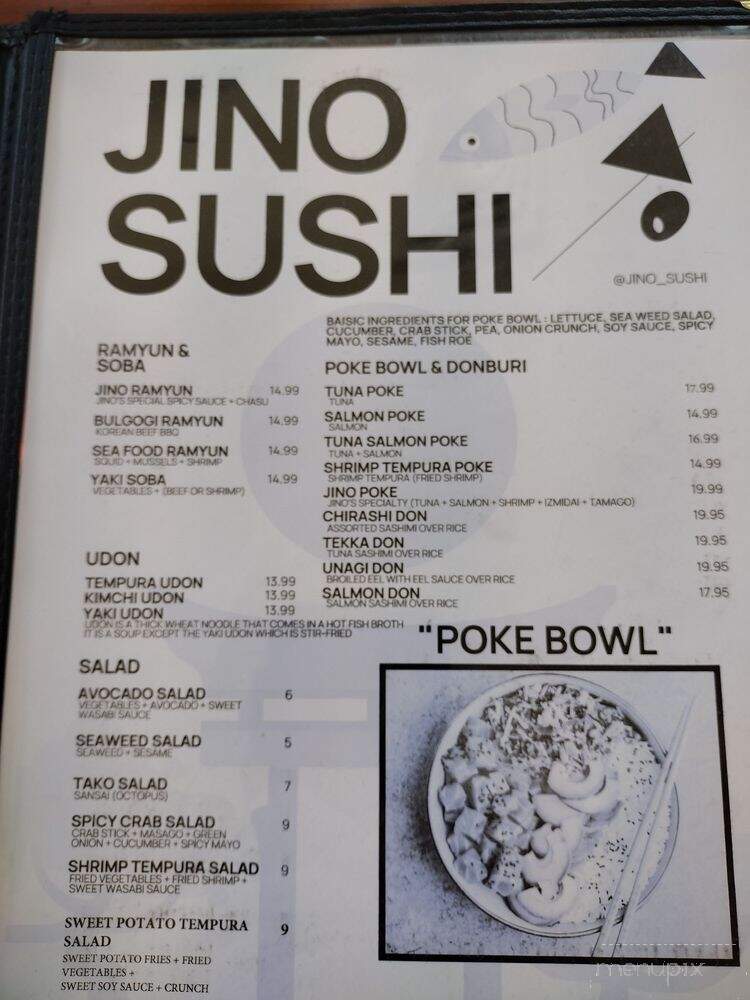 JINO
SUSHI
@JINO_SUSHI
BAISIC INGREDIENTS FOR POKE BOWL : LETTUCE, SEA WEED SALAD,
CUCUMBER, CRAB STICK, PEA, ONION CRUNCH, SOY SAUCE, SPICY
MAYO, SESAME, FISH ROE
RAMYUN &
SOBA
JINO RAMYUN 14.99
JINO'S SPECIAL SPICY SAUCE + CHASU
BULGOGI RAMYUN 14.99
KOREAN BEEF BBQ
SEA FOOD RAMYUN 14.99
SQUID + MUSSELS + SHRIMP
YAKI SOBA 14.99
VEGETABLES + (BEEF OR SHRIMP)
UDON
TEMPURA UDON 13.99
KIMCHI UDON 13.99
YAKI UDON 13.99
UDON IS A THICK WHEAT NOODLE THAT COMES IN A HOT FISH BROTH
IT IS A SOUP EXCEPT THE YAKI UDON WHICH IS STIR-FRIED
SALAD
AVOCADO SALAD 6
VEGETABLES + AVOCADO + SWEET
WASABI SAUCE
SEAWEED SALAD 5
SEAWEED + SESAME
TAKO SALAD 7
SANSAI (OCTOPUS)
SPICY CRAB SALAD 9
CRAB STICK + MASAGO + GREEN
ONION + CUCUMBER + SPICY MAYO
SHRIMP TEMPURA SALAD 9
FRIED VEGETABLES + FRIED SHRIMP +
SWEET WASABI SAUCE
SWEET POTATO TEMPURA 9
SALAD
SWEET POTATO FRIES + FRIED
VEGETABLES +
SWEET SOY SAUCE + CRUNCH
POKE BOWL & DONBURI
TUNA POKE 17.99
TUNA
SALMON POKE 14.99
SALMON
TUNA SALMON POKE 16.99
TUNA + SALMON
SHRIMP TEMPURA POKE 14.99
SHRIMP TEMPURA (FRIED SHRIMP)
JINO POKE 19.99
JINO'S SPECIALTY (TUNA + SALMON + SHRIMP + IZMIDAI + TAMAGO)
CHIRASHI DON 19.95
ASSORTED SASHIMI OVER RICE
TEKKA DON 19.95
TUNA SASHIMI OVER RICE
UNAGI DON 19.95
BROILED EEL WITH EEL SAUCE OVER RICE
SALMON DON 17.95
SALMON SASHIMI OVER RICE
"POKE BOWL"
menupix